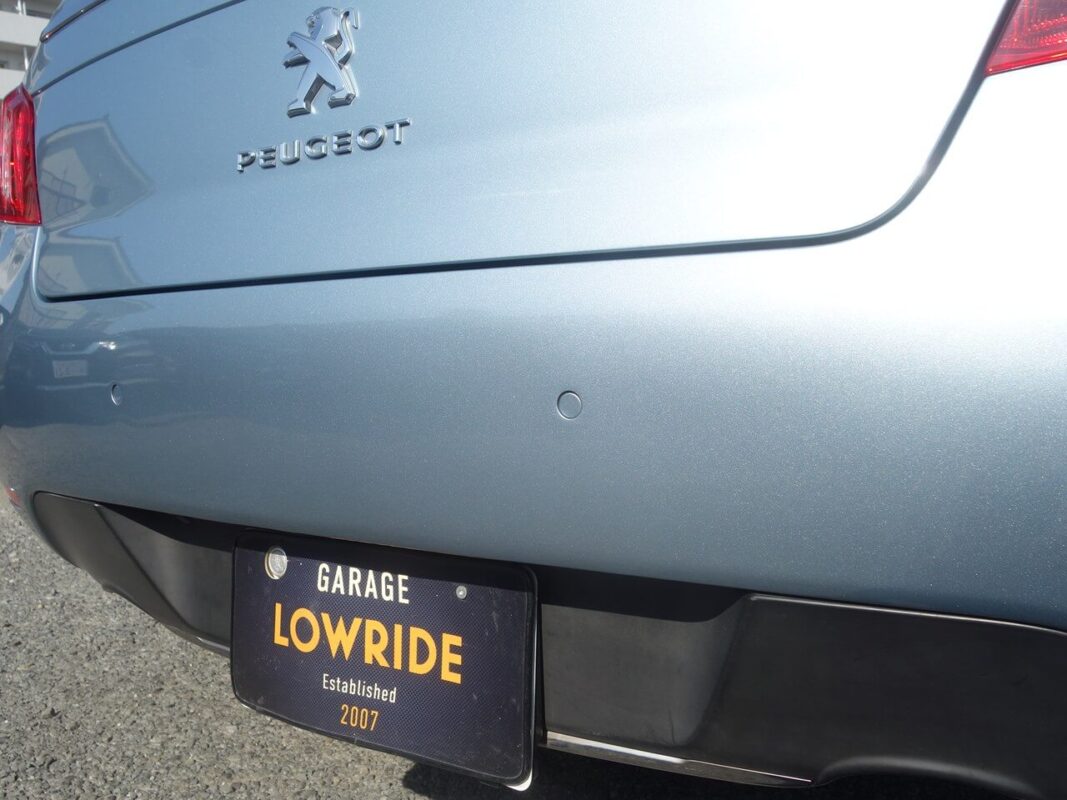 PEUGEOT
GARAGE
LOWRIDE
Established
2007